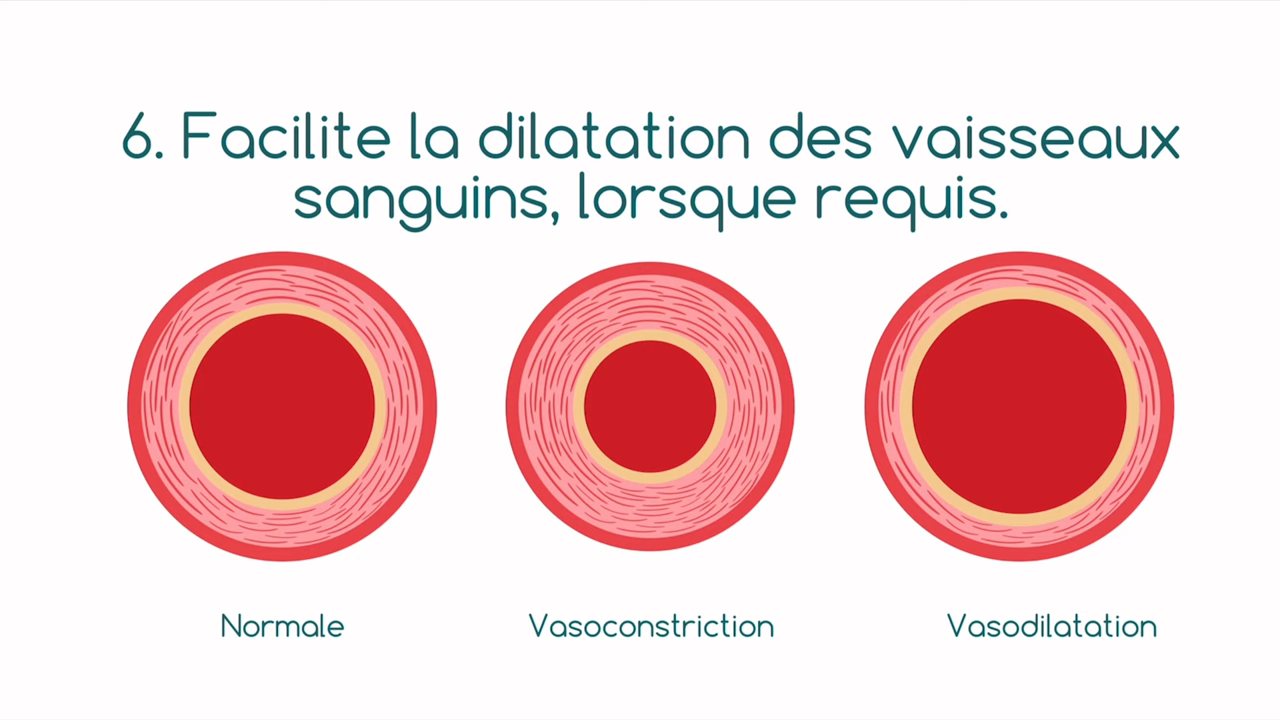 6. Facilite la dilatation des vaisseaux
sanguins, lorsque requis.
Normale
Vasoconstriction
Vasodilatation